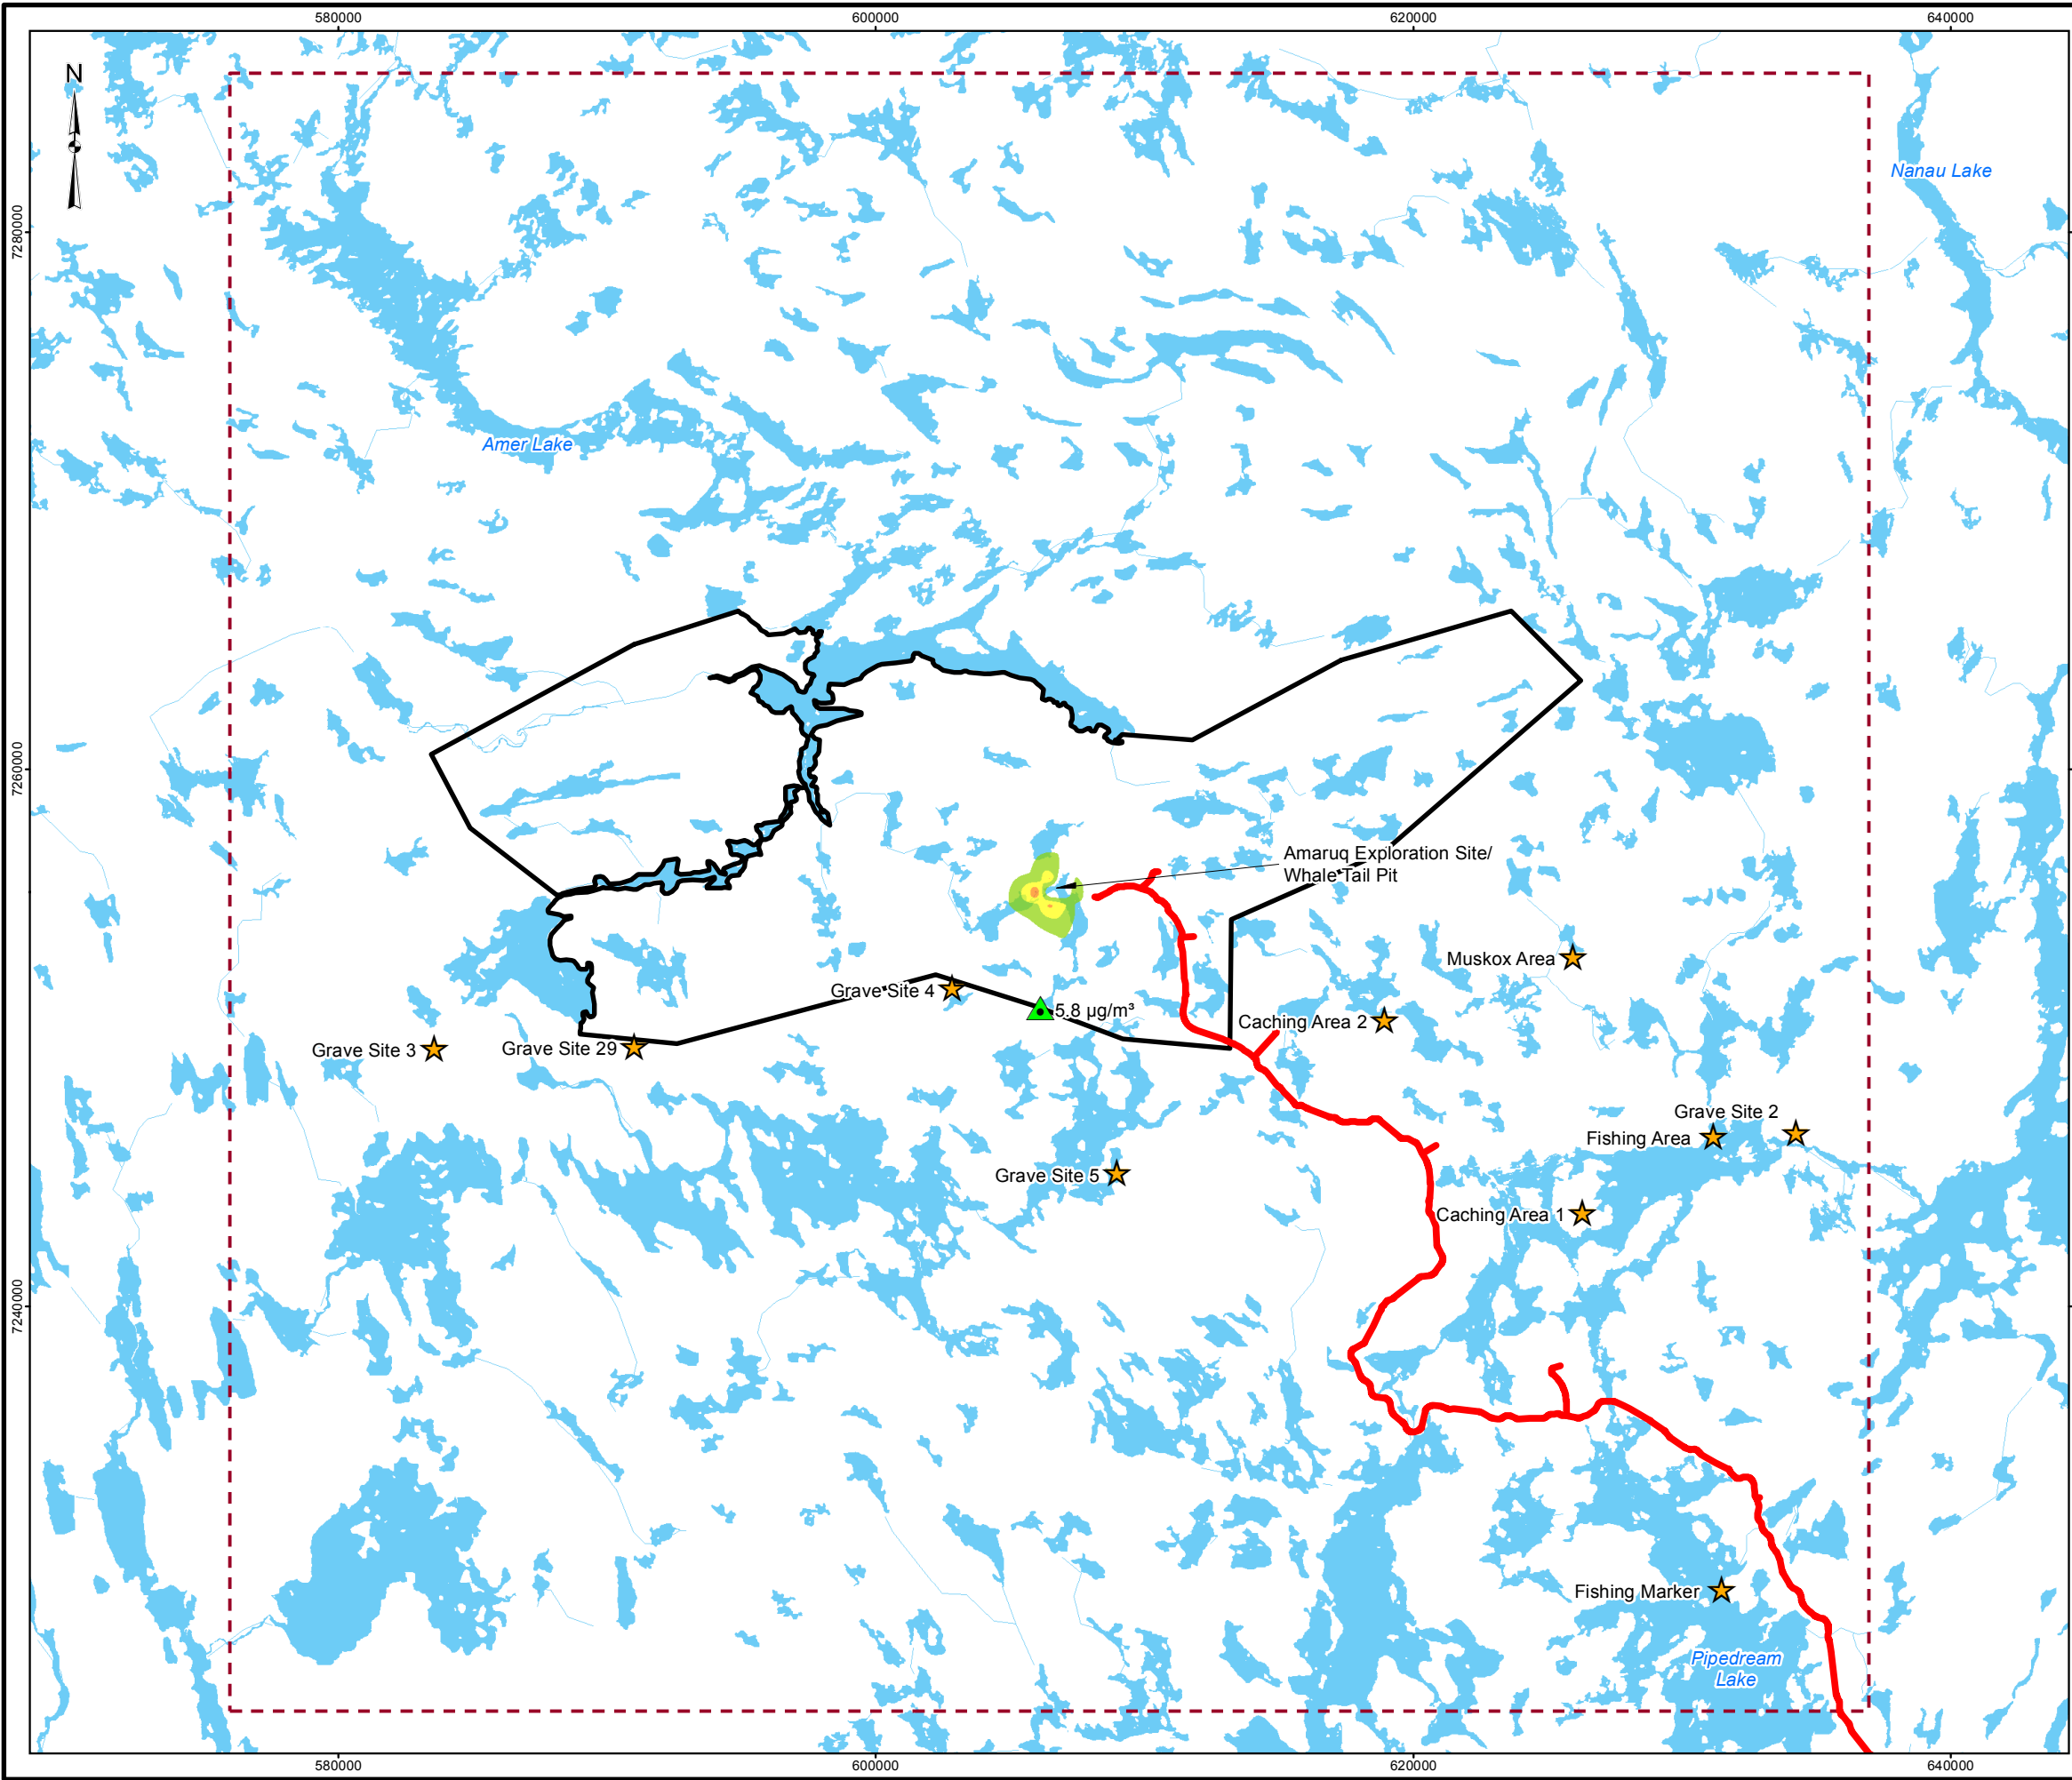 580000
600000
620000
640000
N
Nanau Lake
7280000
Amer Lake
7260000
Amaruq Exploration Site/
Whale Tail Pit
Muskox Area
Grave Site 4
5.8 µg/m³
Caching Area 2
Grave Site 3
Grave Site 29
Grave Site 2
Fishing Area
Grave Site 5
Caching Area 1
7240000
Fishing Marker
Pipedream
Lake
580000
600000
620000
640000